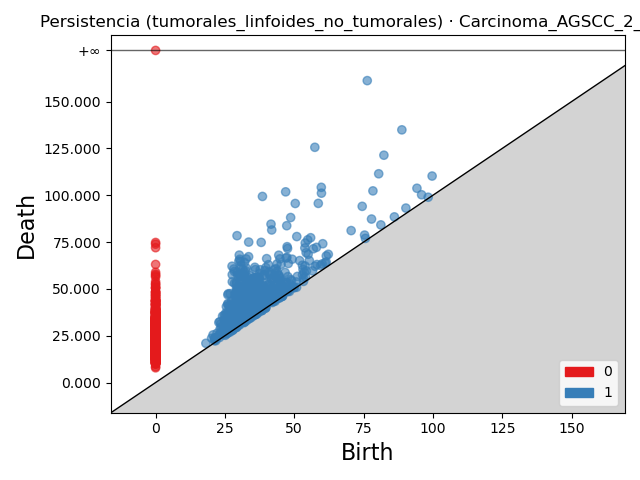 Persistencia (tumorales_linfoides_no_tumorales) · Carcinoma_AGSCC_2_
+∞
150.000
125.000
100.000
75.000
50.000
25.000
0.000
Death
0
1
0 25 50 75 100 125 150
Birth